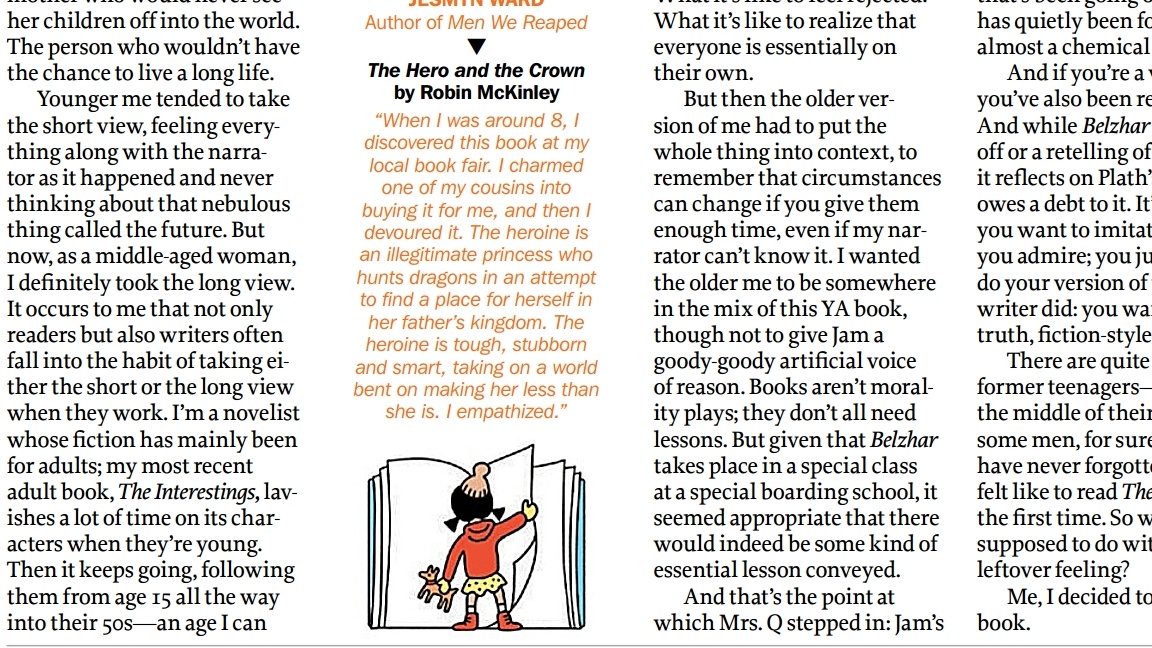 her children off into the world.
The person who wouldn’t have
the chance to live a long life.
Younger me tended to take
the short view, feeling every-
thing along with the narra-
tor as it happened and never
thinking about that nebulous
thing called the future. But
now, as a middle-aged woman,
I definitely took the long view.
It occurs to me that not only
readers but also writers often
fall into the habit of taking ei-
ther the short or the long view
when they work. I’m a novelist
whose fiction has mainly been
for adults; my most recent
adult book, The Interestings, lav-
ishes a lot of time on its char-
acters when they’re young.
Then it keeps going, following
them from age 15 all the way
into their 50s—an age I can
JESMYN WARD
Author of Men We Reaped
The Hero and the Crown
by Robin McKinley
“When I was around 8, I
discovered this book at my
local book fair. I charmed
one of my cousins into
buying it for me, and then I
devoured it. The heroine is
an illegitimate princess who
hunts dragons in an attempt
to find a place for herself in
her father’s kingdom. The
heroine is tough, stubborn
and smart, taking on a world
bent on making her less than
she is. I empathized.”
What it’s like to realize that
everyone is essentially on
their own.
But then the older ver-
sion of me had to put the
whole thing into context, to
remember that circumstances
can change if you give them
enough time, even if my nar-
rator can’t know it. I wanted
the older me to be somewhere
in the mix of this YA book,
though not to give Jam a
goody-goody artificial voice
of reason. Books aren’t moral-
ity plays; they don’t all need
lessons. But given that Belzhar
takes place in a special class
at a special boarding school, it
seemed appropriate that there
would indeed be some kind of
essential lesson conveyed.
And that’s the point at
which Mrs. Q stepped in: Jam’s
has quietly been
almost a chemical
And if you’re a
you’ve also been
And while Belzhar
off or a retelling of
it reflects on Plath’
owes a debt to it.
you want to
you admire; you
do your version of
writer did: you
truth, fiction-style
There are quite
former teenagers—
the middle of their
some men, for sure
have never
felt like to read The
the first time. So
supposed to do
leftover feeling?
Me, I decided to
book.